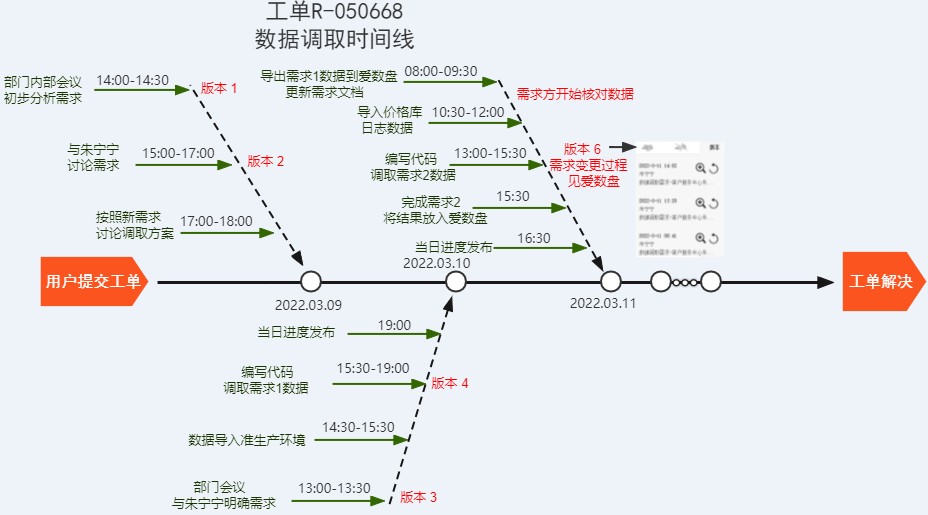 工单R-050668
数据调取时间线
部门内部会议
初步分析需求
14:00-14:30
版本 1
与朱宁宁
讨论需求
15:00-17:00
版本 2
按照新需求
讨论调取方案
17:00-18:00
导出需求1数据到爱数盘
更新需求文档
08:00-09:30
需求方开始核对数据
导入价格库
日志数据
10:30-12:00
编写代码
调取需求2数据
13:00-15:30
版本 6
需求变更过程
见爱数盘
完成需求2
将结果放入爱数盘
15:30
当日进度发布
16:30
用户提交工单
2022.03.09
2022.03.10
2022.03.11
工单解决
当日进度发布
19:00
编写代码
调取需求1数据
15:30-19:00
版本 4
数据导入准生产环境
14:30-15:30
部门会议
与朱宁宁明确需求
13:00-13:30
版本 3